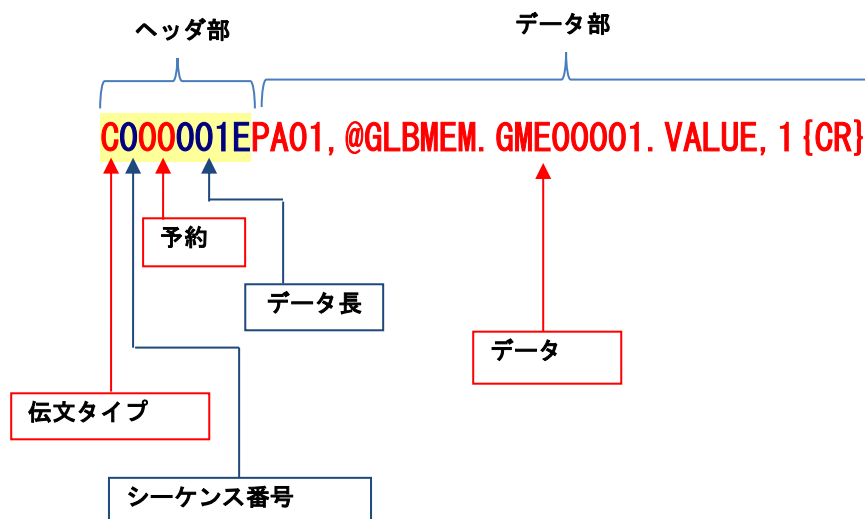 ヘッダ部
データ部
C000001EPA01,@GLBMEM.GME00001.VALUE,1{CR}
予約
データ長
データ
伝文タイプ
シーケンス番号